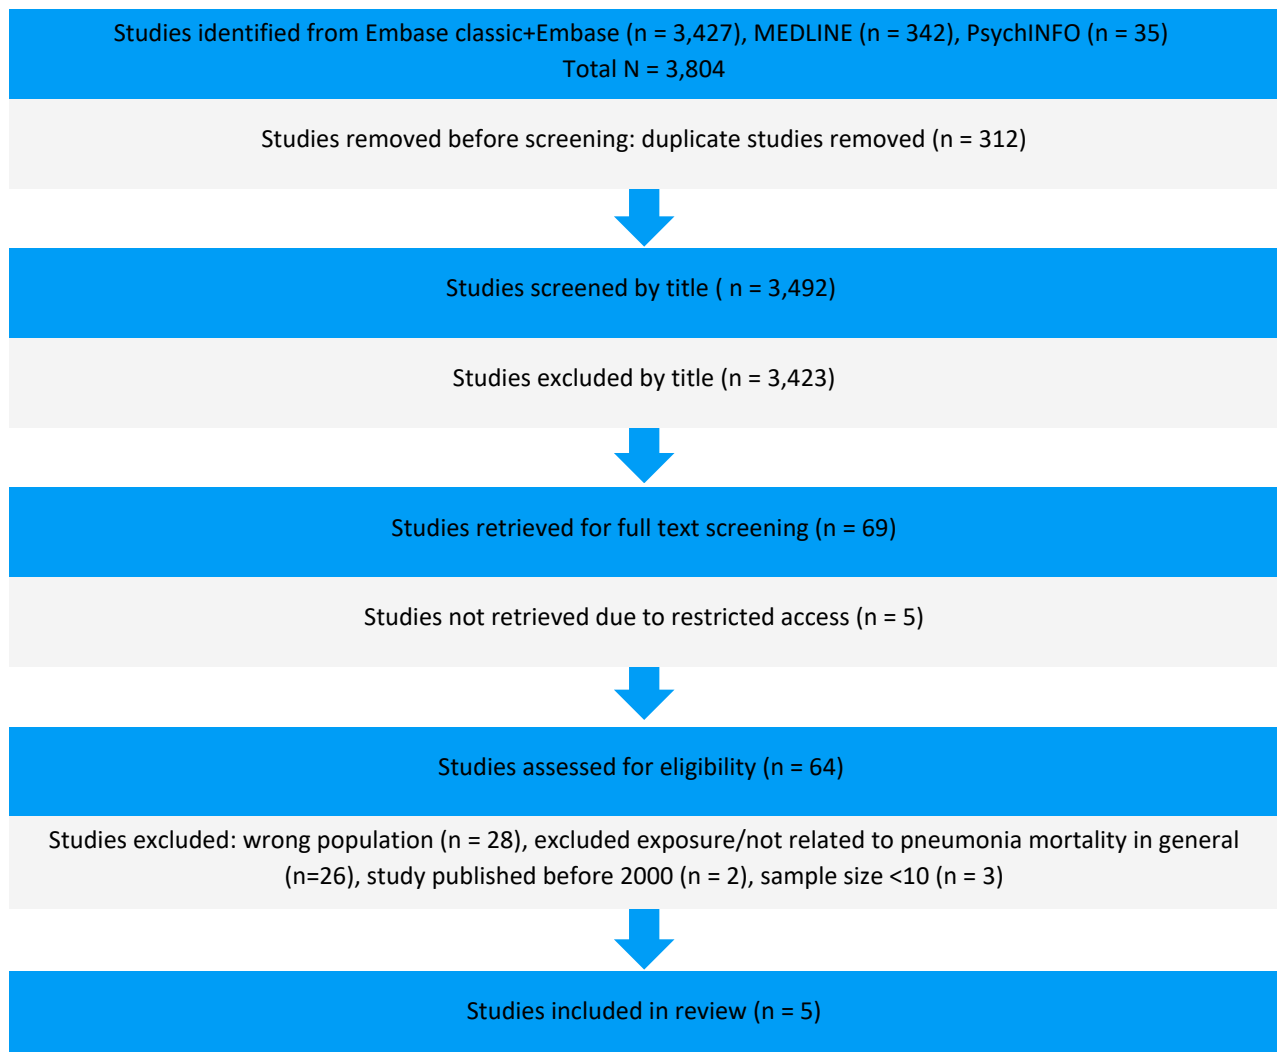 Studies identified from Embase classic+Embase (n = 3,427), MEDLINE (n = 342), PsychINFO (n = 35)
Total N = 3,804
Studies removed before screening: duplicate studies removed (n = 312)
Studies screened by title ( n = 3,492)
Studies excluded by title (n = 3,423)
Studies retrieved for full text screening (n = 69)
Studies not retrieved due to restricted access (n = 5)
Studies assessed for eligibility (n = 64)
Studies excluded: wrong population (n = 28), excluded exposure/not related to pneumonia mortality in general
(n=26), study published before 2000 (n = 2), sample size <10 (n = 3)
Studies included in review (n = 5)